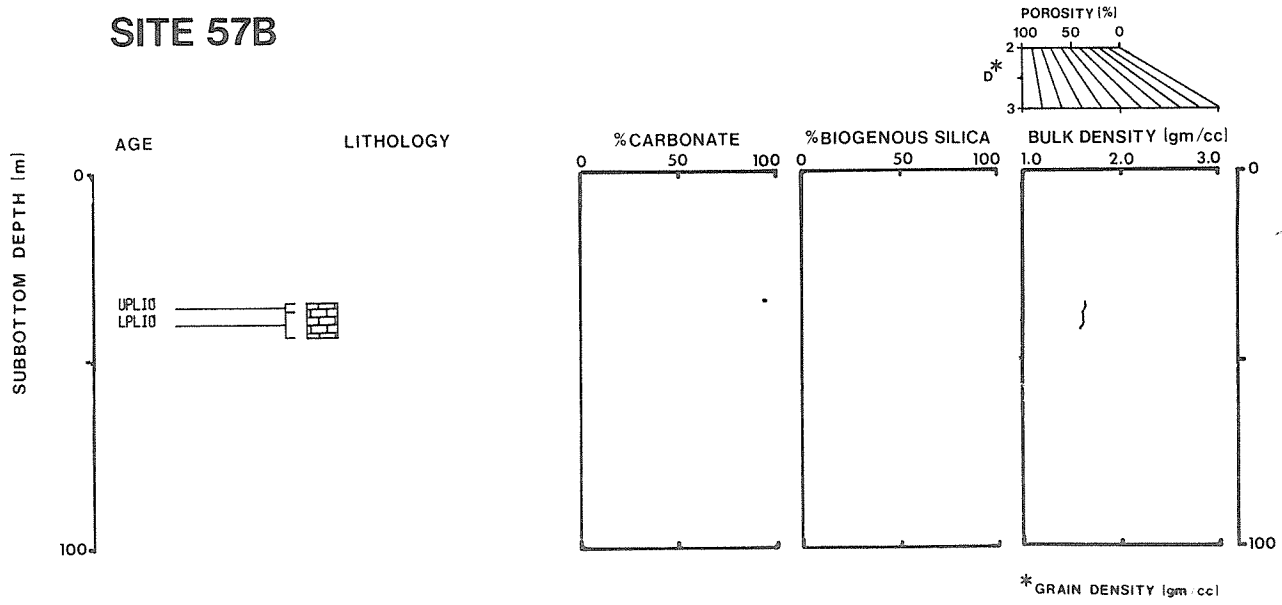 SITE 57B
POROSITY (%)
100 50 0
2
D*
3
AGE
LITHOLOGY
%CARBONATE
%BIOGENOUS SILICA
BULK DENSITY (gm/cc)
0 50 100
0 50 100
1.0 2.0 3.0
SUBBOTTOM DEPTH (m)
0
0
UPLIO
LPLIO
100
100
*GRAIN DENSITY (gm/cc)